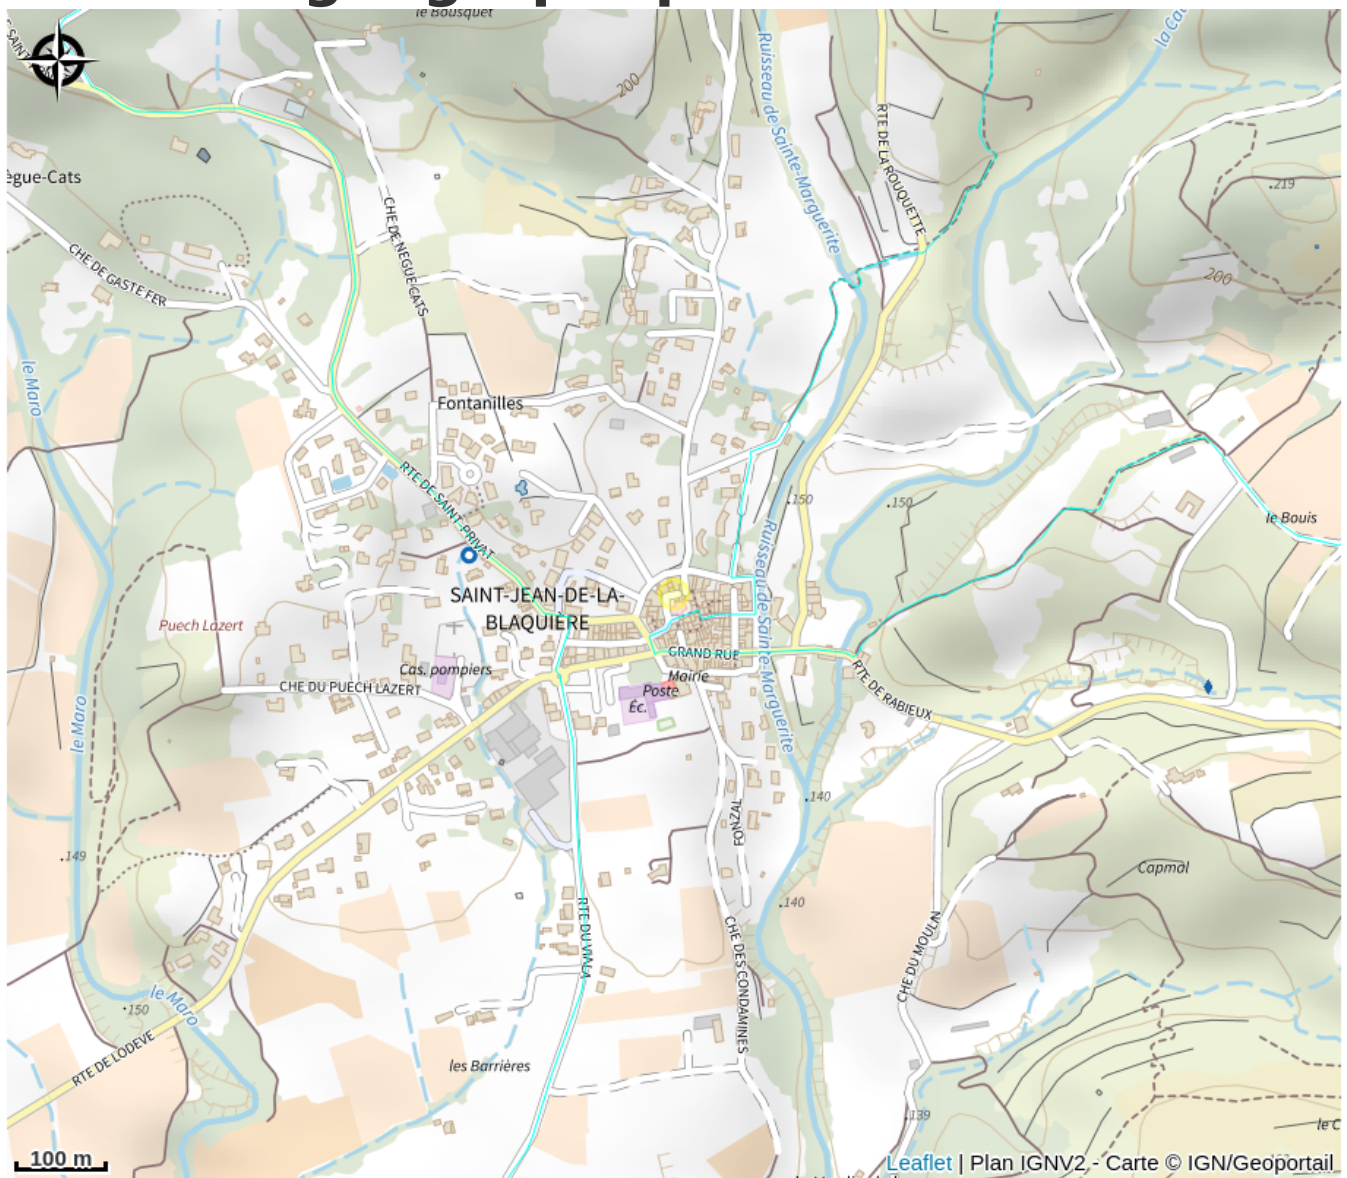 le Bousquet
la Ca
SAINT
200
Ruisseau de Sainte-Marguerite
RTE DE LA ROUQUETTE
ègue-Cats
.219
CHE DE NEGUE CATS
CHE DE GASTE FER
200
le Maro
Fontanilles
RTE DE SAINT-PRIVAT
.150
.150
le Bouis
Ruisseau de Sainte-Marguerite
SAINT-JEAN-DE-LA-
BLAQUIÈRE
Puech Lazert
GRAND RUE
Cas. pompiers
Mairie
CHE DU PUECH LAZERT
Poste
Éc.
RTE DE RABIEUX
le Maro
.140
FONZAL
.149
Capmal
.140
RTE DU VIALA
CHE DES CONDAMINES
CHE DU MOULIN
le Maro
.150
RTE DE LODEVE
les Barrières
.139
le C
100 m
Leaflet | Plan IGNV2 - Carte © IGN/Geoportail